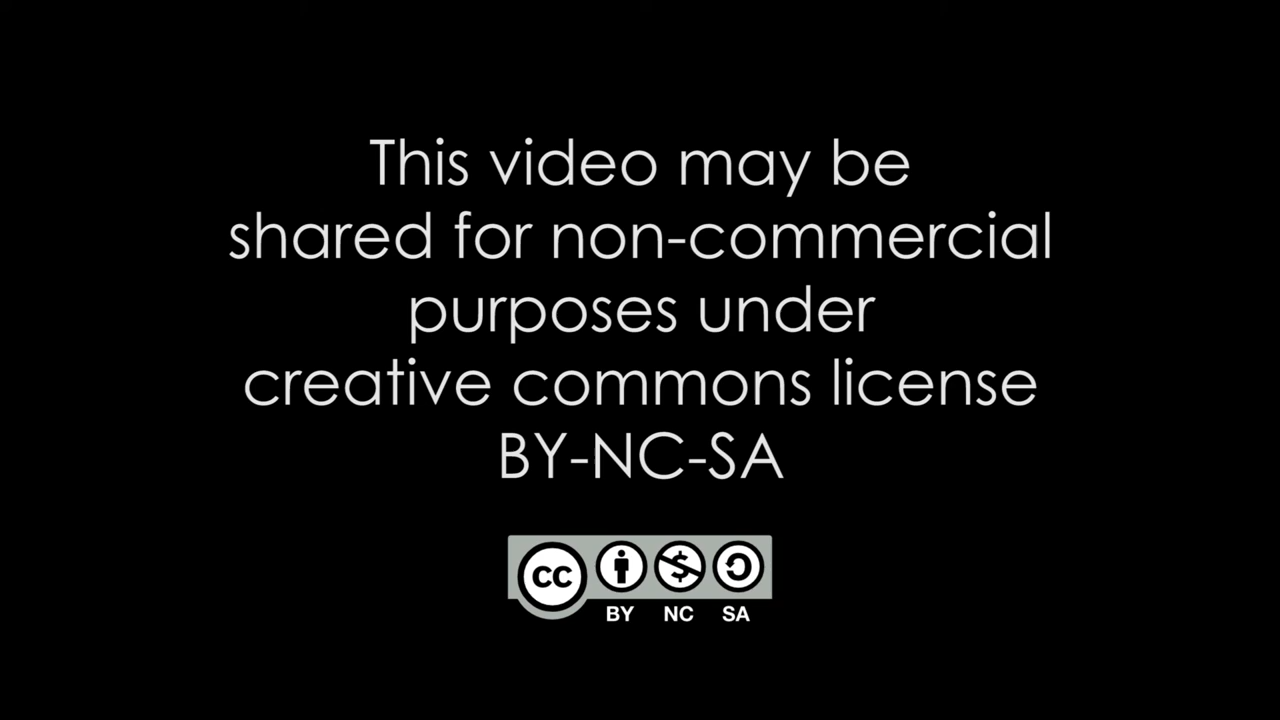 This video may be
shared for non-commercial
purposes under
creative commons license
BY-NC-SA
cc
BY NC SA